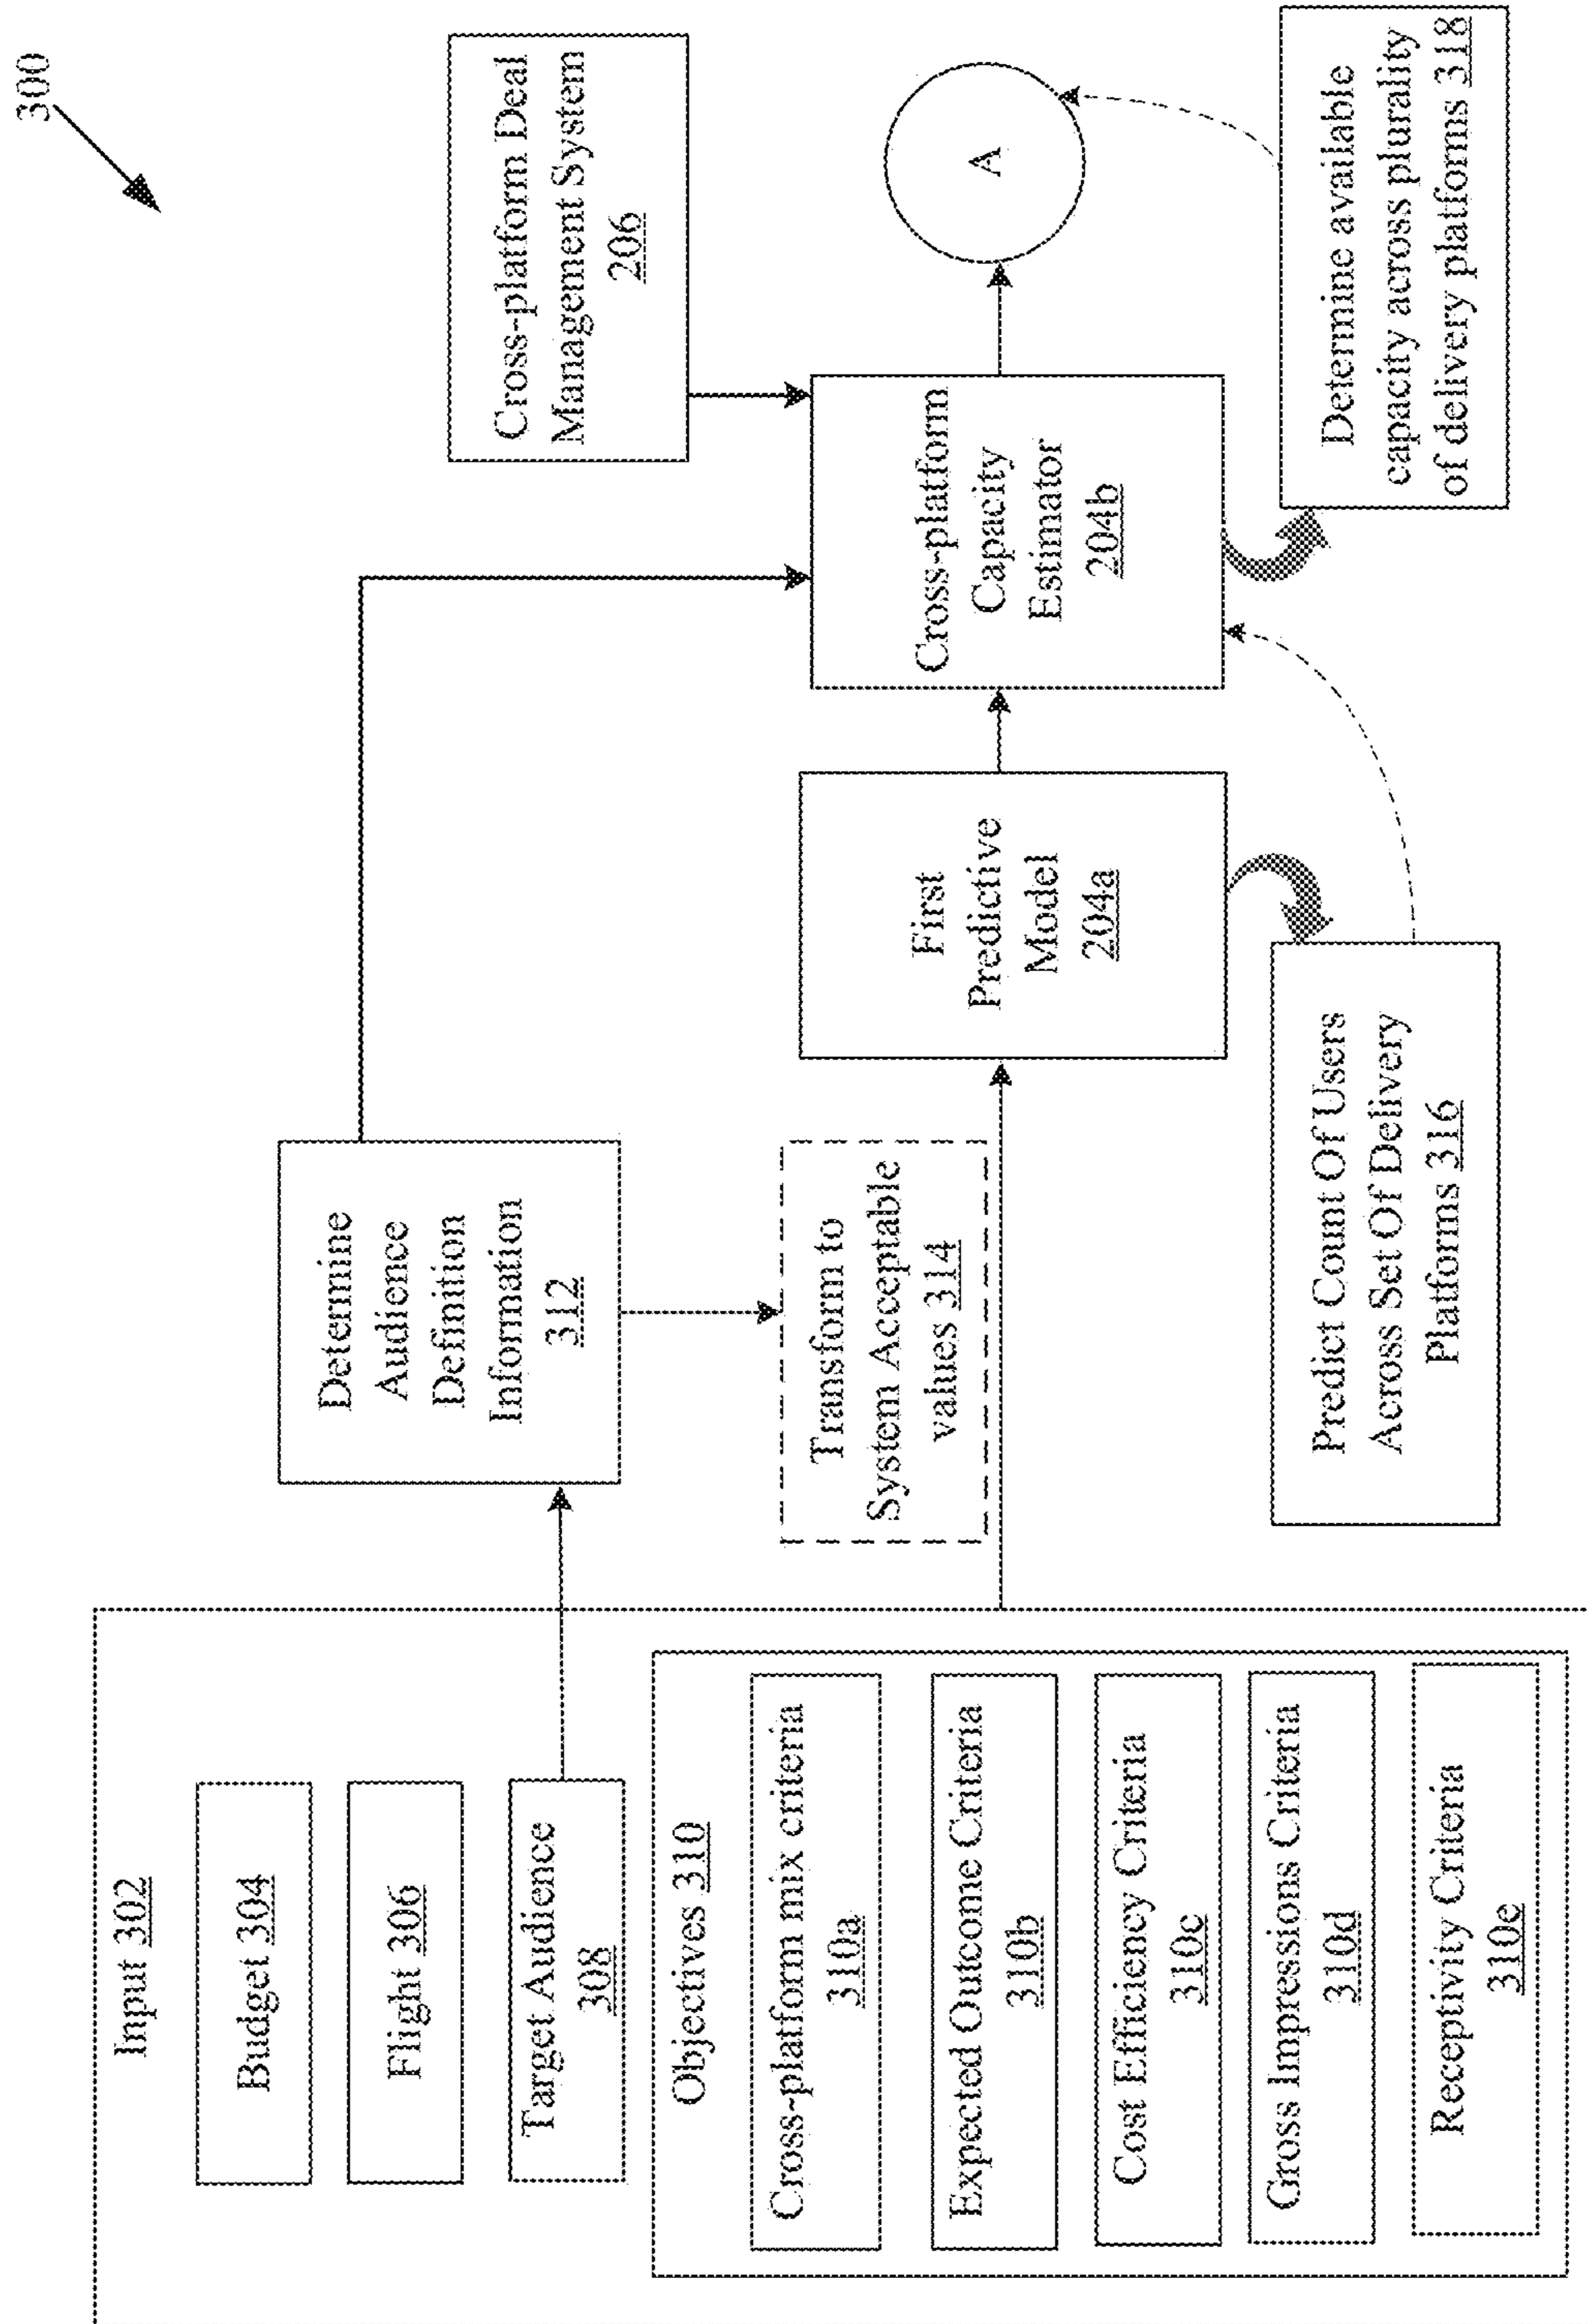 300
Input 302
Budget 304
Flight 306
Target Audience
308
Objectives 310
Cross-platform mix criteria
310a
Expected Outcome Criteria
310b
Cost Efficiency Criteria
310c
Gross Impressions Criteria
310d
Receptivity Criteria
310e
Determine
Audience
Definition
Information
312
Transform to
System Acceptable
values 314
First
Predictive
Model
204a
Predict Count Of Users
Across Set Of Delivery
Platforms 316
Cross-platform Deal
Management System
206
Cross-platform
Capacity
Estimator
204b
A
Determine available
capacity across plurality
of delivery platforms 318